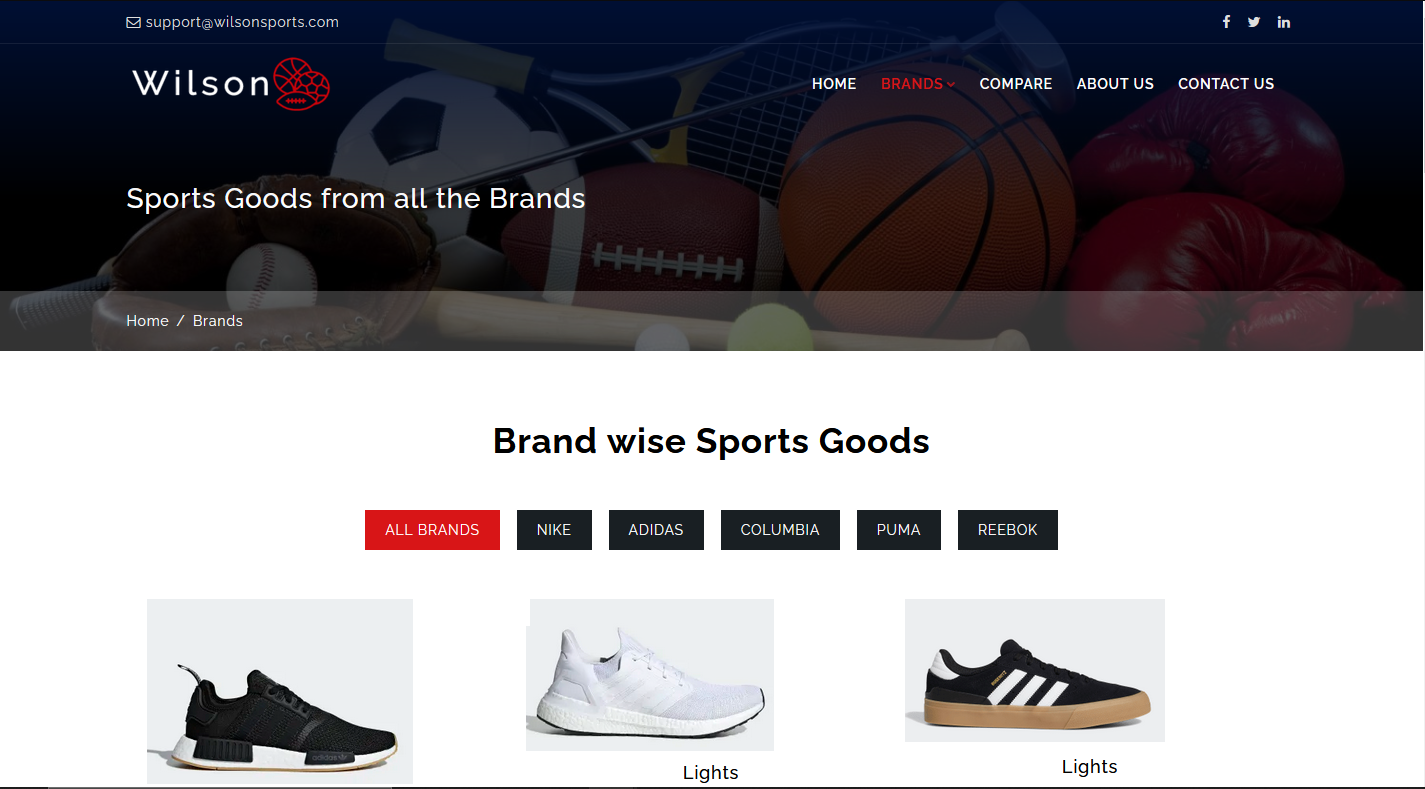 support@wilsonsports.com
Wilson
HOME BRANDS COMPARE ABOUT US CONTACT US
Sports Goods from all the Brands
Home / Brands
Brand wise Sports Goods
ALL BRANDS NIKE ADIDAS COLUMBIA PUMA REEBOK
adidas
Lights
Lights